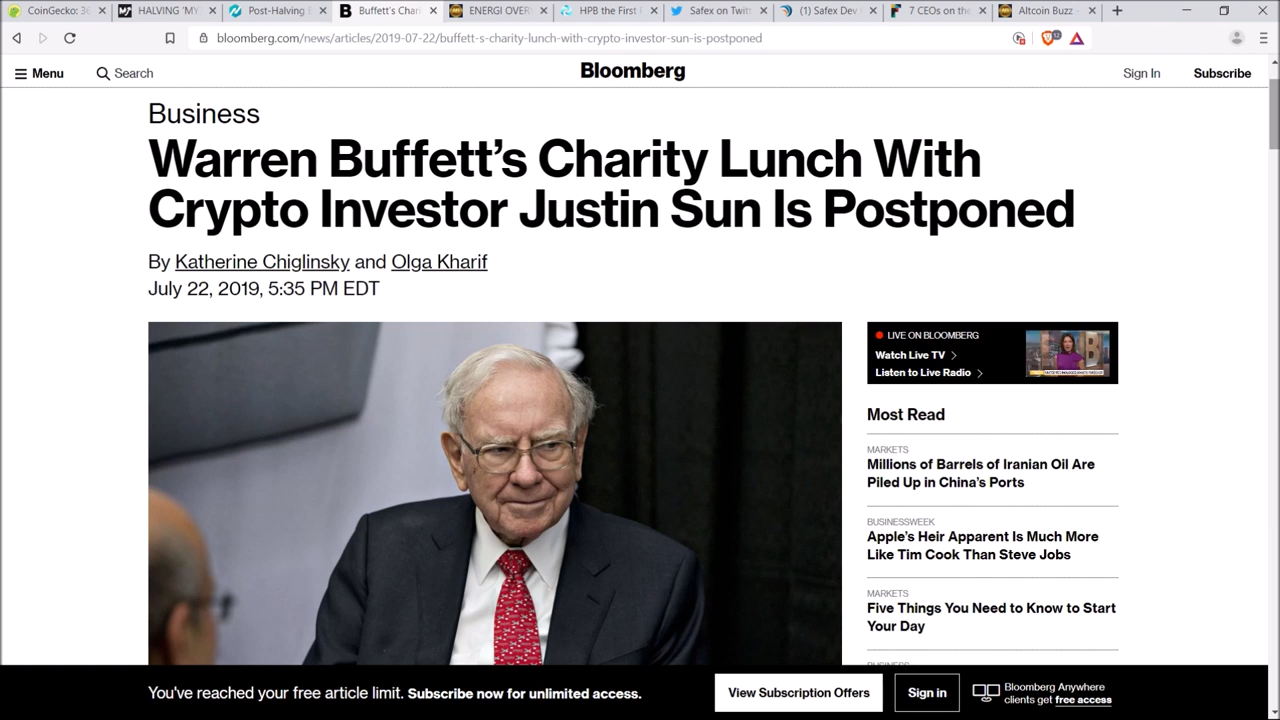 CoinGecko: 36
HALVING 'MY
Post-Halving B
Buffett's Char
ENERGI OVER
HPB the First
Safex on Twitt
(1) Safex Dev
7 CEOs on the
Altcoin Buzz -
bloomberg.com/news/articles/2019-07-22/buffett-s-charity-lunch-with-crypto-investor-sun-is-postponed
12
Menu
Search
Bloomberg
Sign In
Subscribe
Business
Warren Buffett's Charity Lunch With
Crypto Investor Justin Sun Is Postponed
By Katherine Chiglinsky and Olga Kharif
July 22, 2019, 5:35 PM EDT
LIVE ON BLOOMBERG
Watch Live TV
Listen to Live Radio
Most Read
MARKETS
Millions of Barrels of Iranian Oil Are
Piled Up in China's Ports
BUSINESSWEEK
Apple's Heir Apparent Is Much More
Like Tim Cook Than Steve Jobs
MARKETS
Five Things You Need to Know to Start
Your Day
You've reached your free article limit. Subscribe now for unlimited access.
View Subscription Offers
Sign in
Bloomberg Anywhere
clients get free access